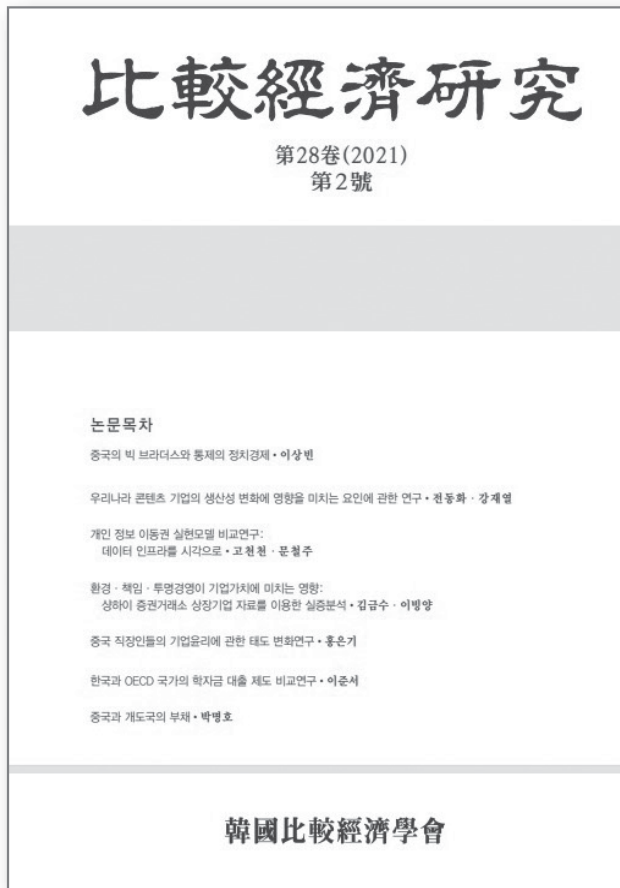 比較經濟研究
第28卷(2021)
第2號
논문목차
중국의 빅 브라더스와 통제의 정치경제 • 이상빈
우리나라 콘텐츠 기업의 생산성 변화에 영향을 미치는 요인에 관한 연구 • 전동화 · 강재열
개인 정보 이동권 실현모델 비교연구:
데이터 인프라를 시각으로 • 고천천 · 문철주
환경 · 책임 · 투명경영이 기업가치에 미치는 영향:
상하이 증권거래소 상장기업 자료를 이용한 실증분석 • 김금수 · 이빙양
중국 직장인들의 기업윤리에 관한 태도 변화연구 • 홍은기
한국과 OECD 국가의 학자금 대출 제도 비교연구 • 이준서
중국과 개도국의 부채 • 박명호
韓國比較經濟學會